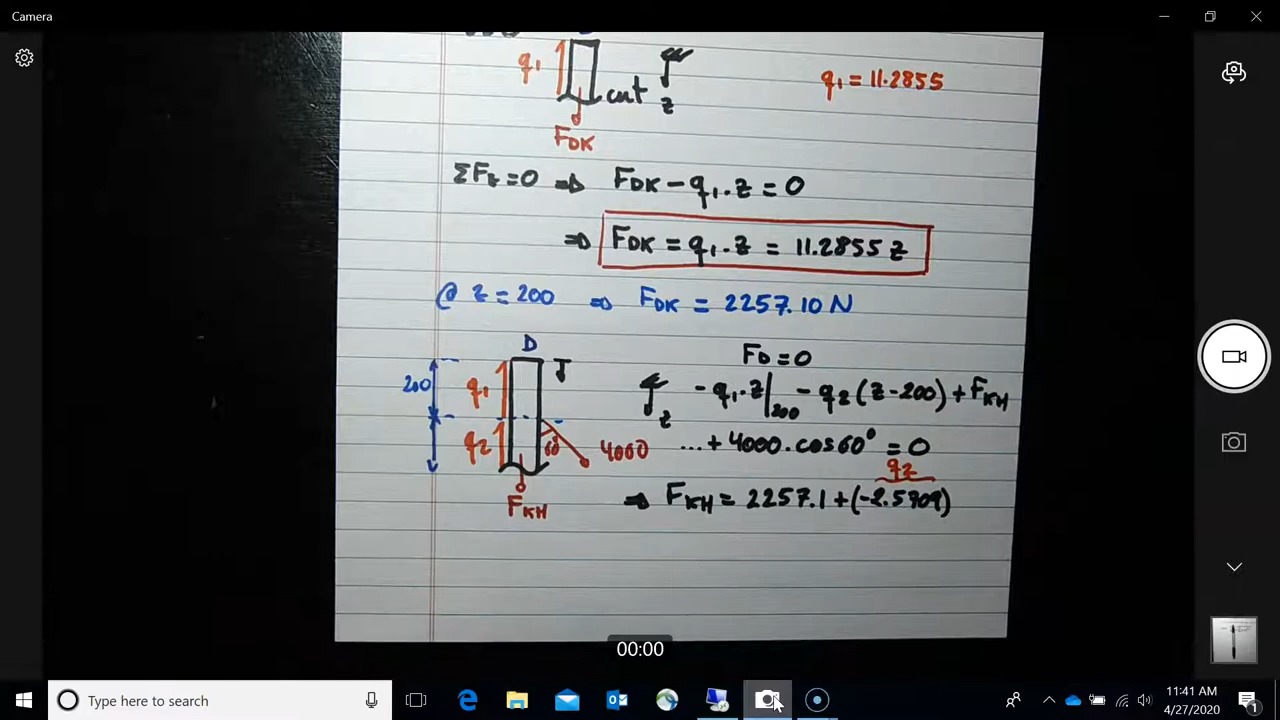 Camera
q1
cut
z
FDK
q1 = 11.2855
ΣFz=0 ⇒ FDK - q1.z = 0
⇒ FDK = q1.z = 11.2855 z
@ z = 200 ⇒ FDK = 2257.10 N
D
200
q1
q2
60
4000
FKH
FD=0
z
-q1.z|200 - q2(z-200) + FKH
...+ 4000.cos60° = 0
q2
⇒ FKH = 2257.1 + (-2.5909)
00:00
Type here to search
11:41 AM
4/27/2020
1